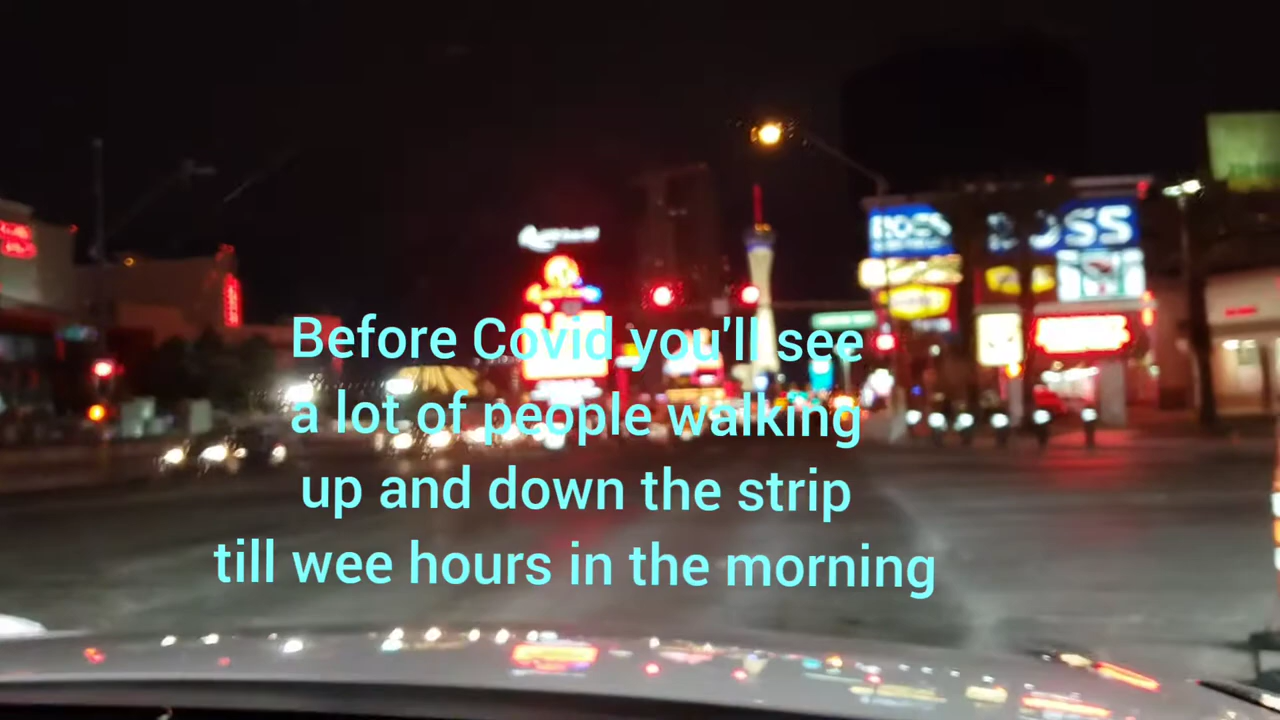 Before Covid you'll see
a lot of people walking
up and down the strip
till wee hours in the morning
ROSS